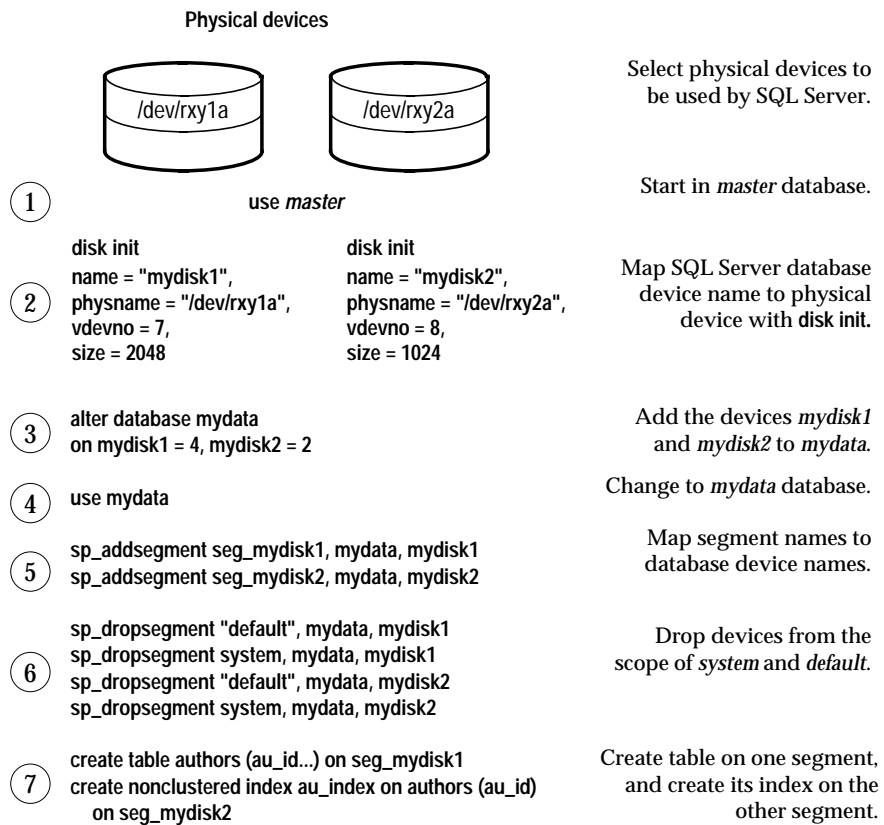 Physical devices
/dev/rxy1a
/dev/rxy2a
Select physical devices to
be used by SQL Server.
1
use master
Start in master database.
2
disk init
name = "mydisk1",
physname = "/dev/rxy1a",
vdevno = 7,
size = 2048
disk init
name = "mydisk2",
physname = "/dev/rxy2a",
vdevno = 8,
size = 1024
Map SQL Server database
device name to physical
device with disk init.
3
alter database mydata
on mydisk1 = 4, mydisk2 = 2
Add the devices mydisk1
and mydisk2 to mydata.
4
use mydata
Change to mydata database.
5
sp_addsegment seg_mydisk1, mydata, mydisk1
sp_addsegment seg_mydisk2, mydata, mydisk2
Map segment names to
database device names.
6
sp_dropsegment "default", mydata, mydisk1
sp_dropsegment system, mydata, mydisk1
sp_dropsegment "default", mydata, mydisk2
sp_dropsegment system, mydata, mydisk2
Drop devices from the
scope of system and default.
7
create table authors (au_id...) on seg_mydisk1
create nonclustered index au_index on authors (au_id)
on seg_mydisk2
Create table on one segment,
and create its index on the
other segment.